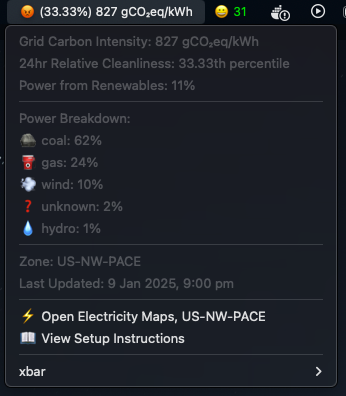 (33.33%) 827 gCO₂eq/kWh 31
Grid Carbon Intensity: 827 gCO₂eq/kWh
24hr Relative Cleanliness: 33.33th percentile
Power from Renewables: 11%
Power Breakdown:
coal: 62%
gas: 24%
wind: 10%
❓ unknown: 2%
hydro: 1%
Zone: US-NW-PACE
Last Updated: 9 Jan 2025, 9:00 pm
Open Electricity Maps, US-NW-PACE
View Setup Instructions
xbar